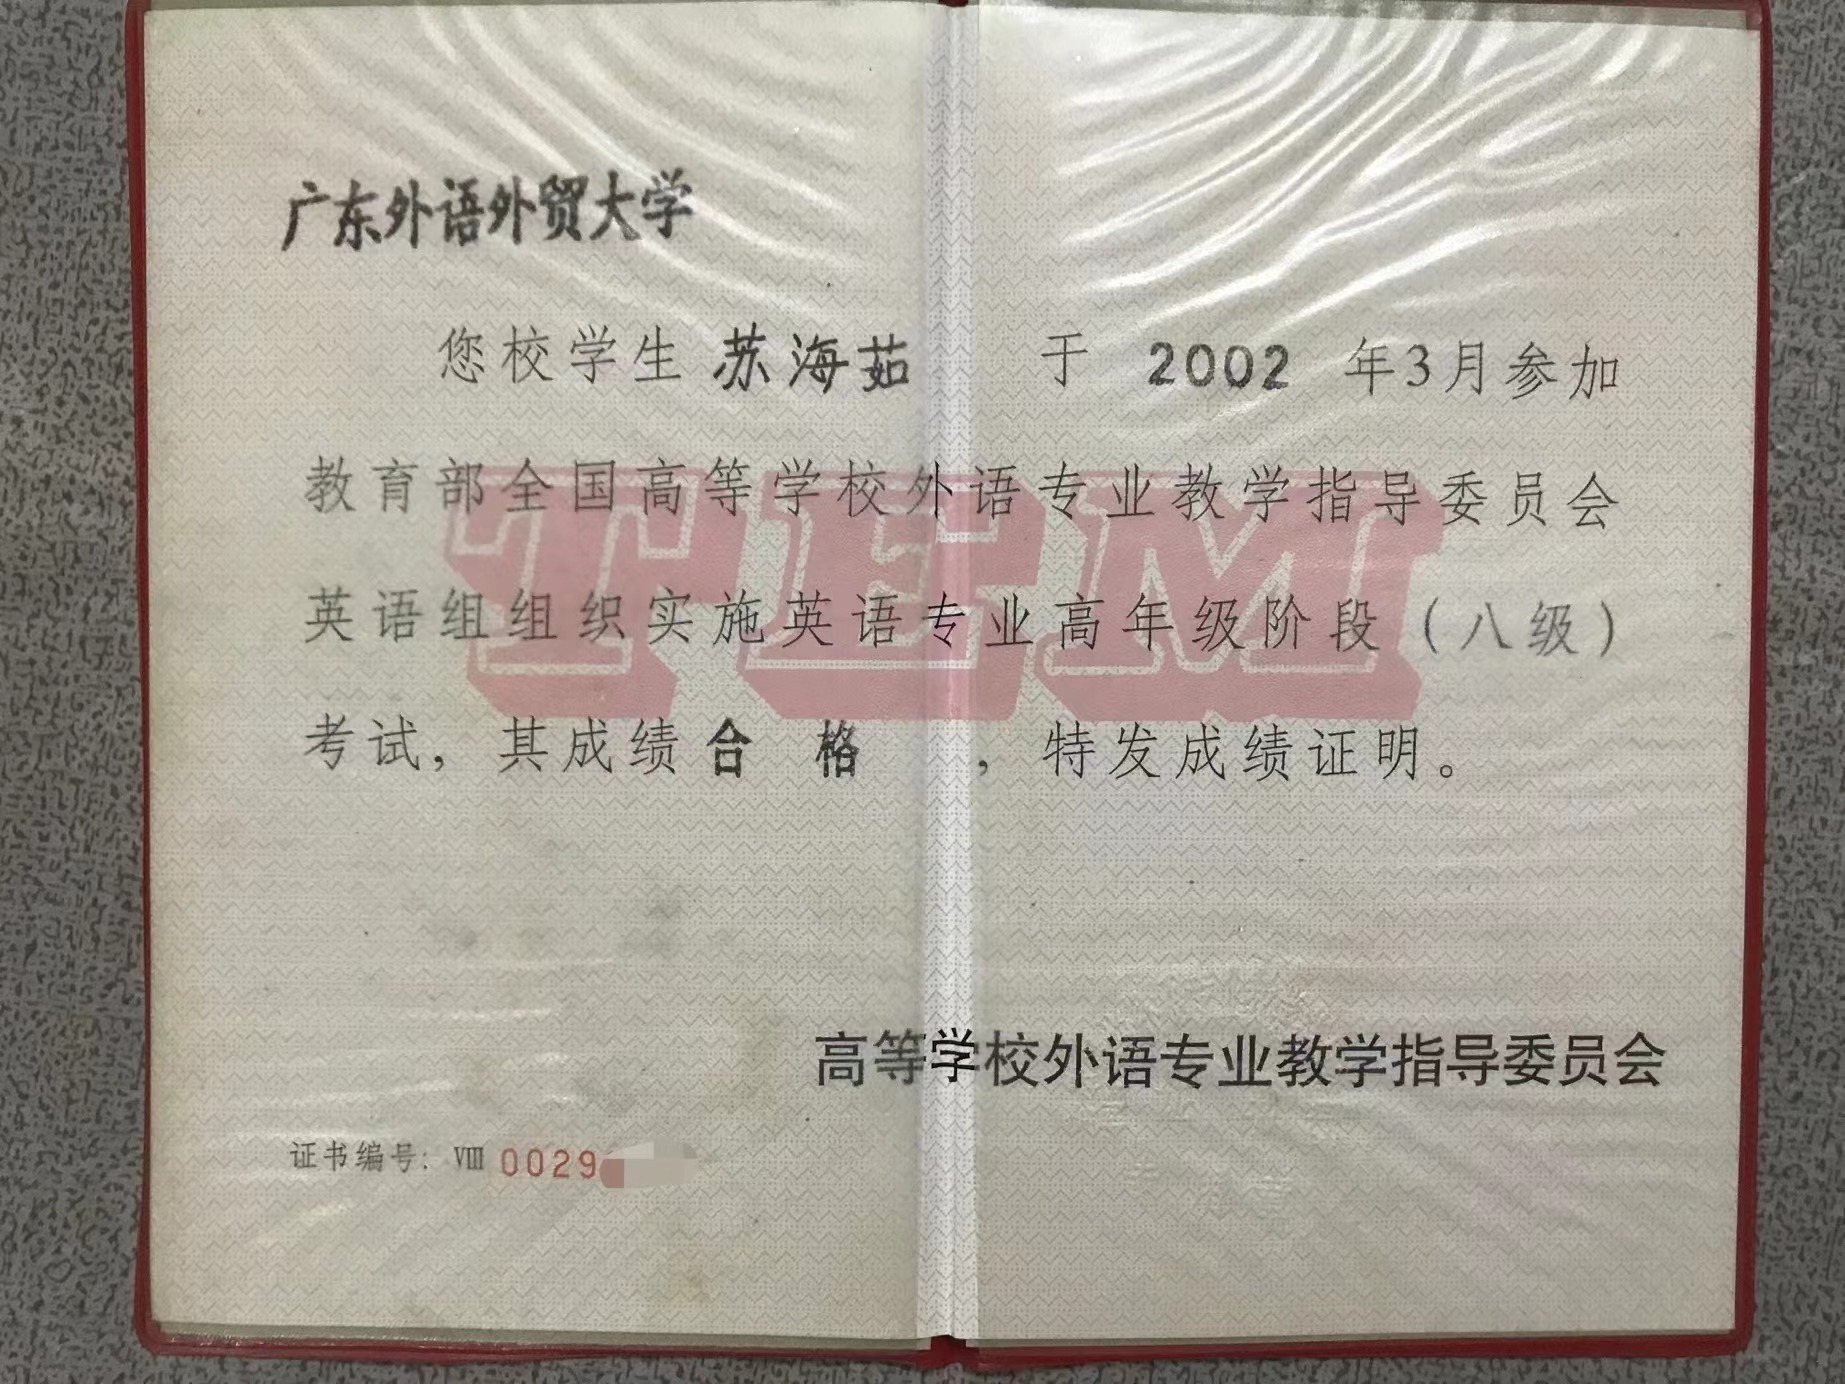 广东外语外贸大学
您校学生 苏海茹 于 2002 年3月参加
教育部全国高等学校外语专业教学指导委员会
英语组组织实施英语专业高年级阶段（八级）
考试，其成绩 合 格 ，特发成绩证明。
TEM
高等学校外语专业教学指导委员会
证书编号：Ⅷ 0029